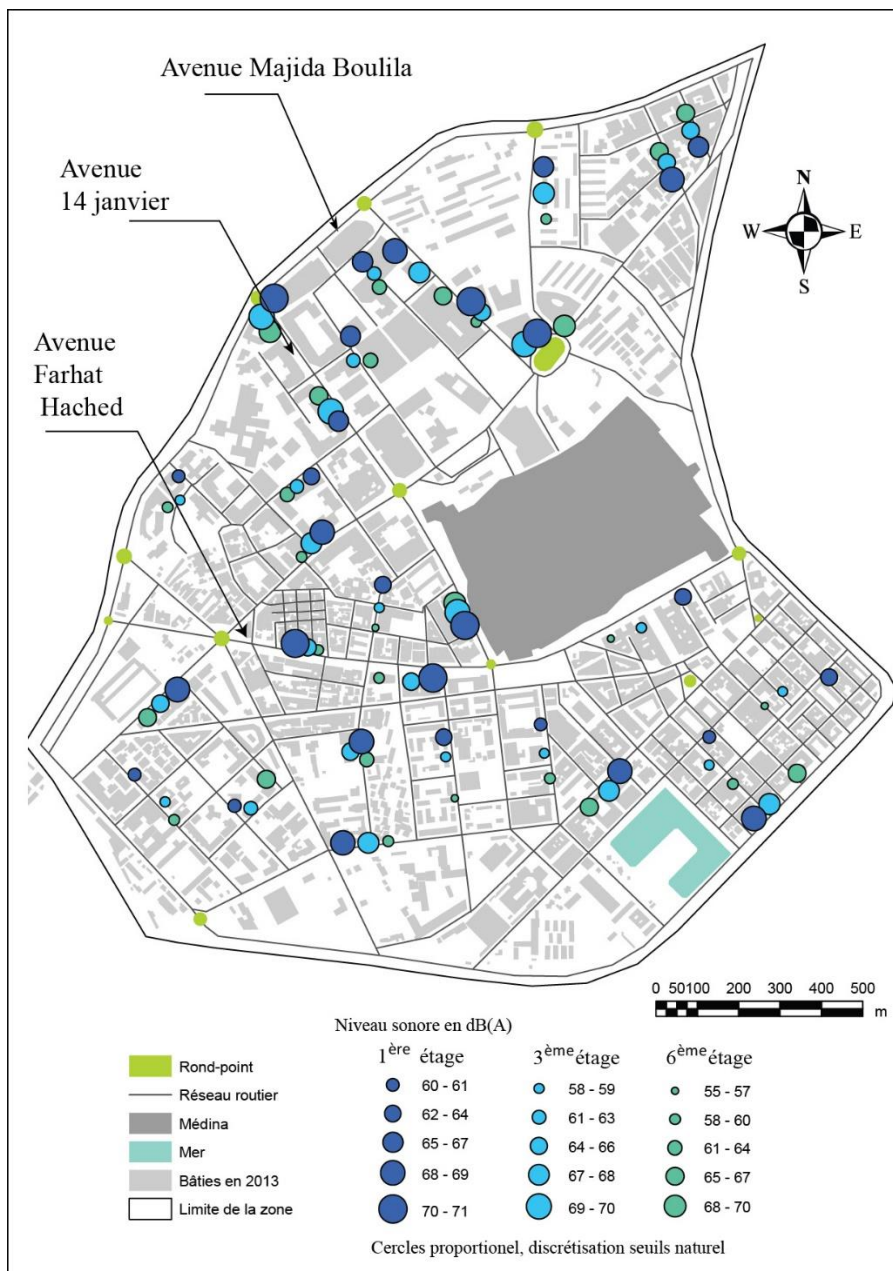 Avenue Majida Boulila
Avenue
14 janvier
N
W E
S
Avenue
Farhat
Hached
0 50100 200 300 400 500
m
Niveau sonore en dB(A)
1ère étage 3ème étage 6ème étage
Rond-point 60 - 61 58 - 59 55 - 57
Réseau routier 62 - 64 61 - 63 58 - 60
Médina 65 - 67 64 - 66 61 - 64
Mer 68 - 69 67 - 68 65 - 67
Bâties en 2013 70 - 71 69 - 70 68 - 70
Limite de la zone
Cercles proportionel, discrétisation seuils naturel